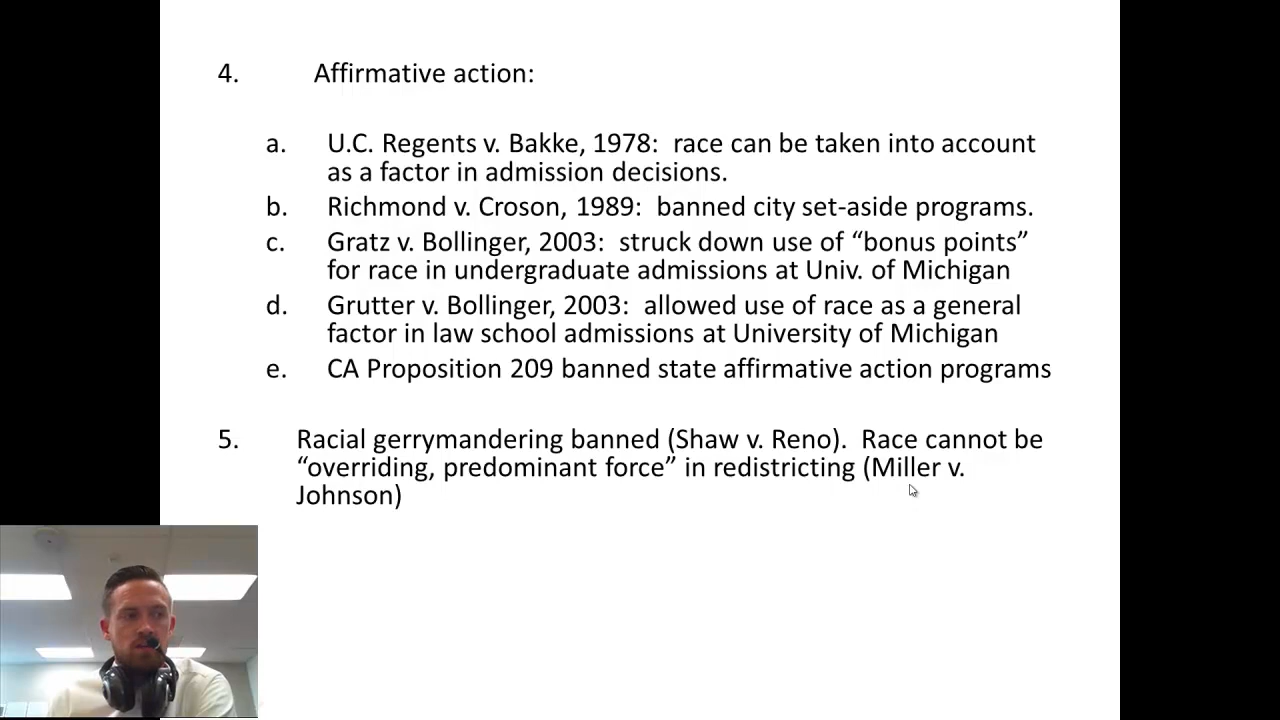 4. Affirmative action:
a. U.C. Regents v. Bakke, 1978: race can be taken into account
as a factor in admission decisions.
b. Richmond v. Croson, 1989: banned city set-aside programs.
c. Gratz v. Bollinger, 2003: struck down use of “bonus points”
for race in undergraduate admissions at Univ. of Michigan
d. Grutter v. Bollinger, 2003: allowed use of race as a general
factor in law school admissions at University of Michigan
e. CA Proposition 209 banned state affirmative action programs
5. Racial gerrymandering banned (Shaw v. Reno). Race cannot be
“overriding, predominant force” in redistricting (Miller v.
Johnson)